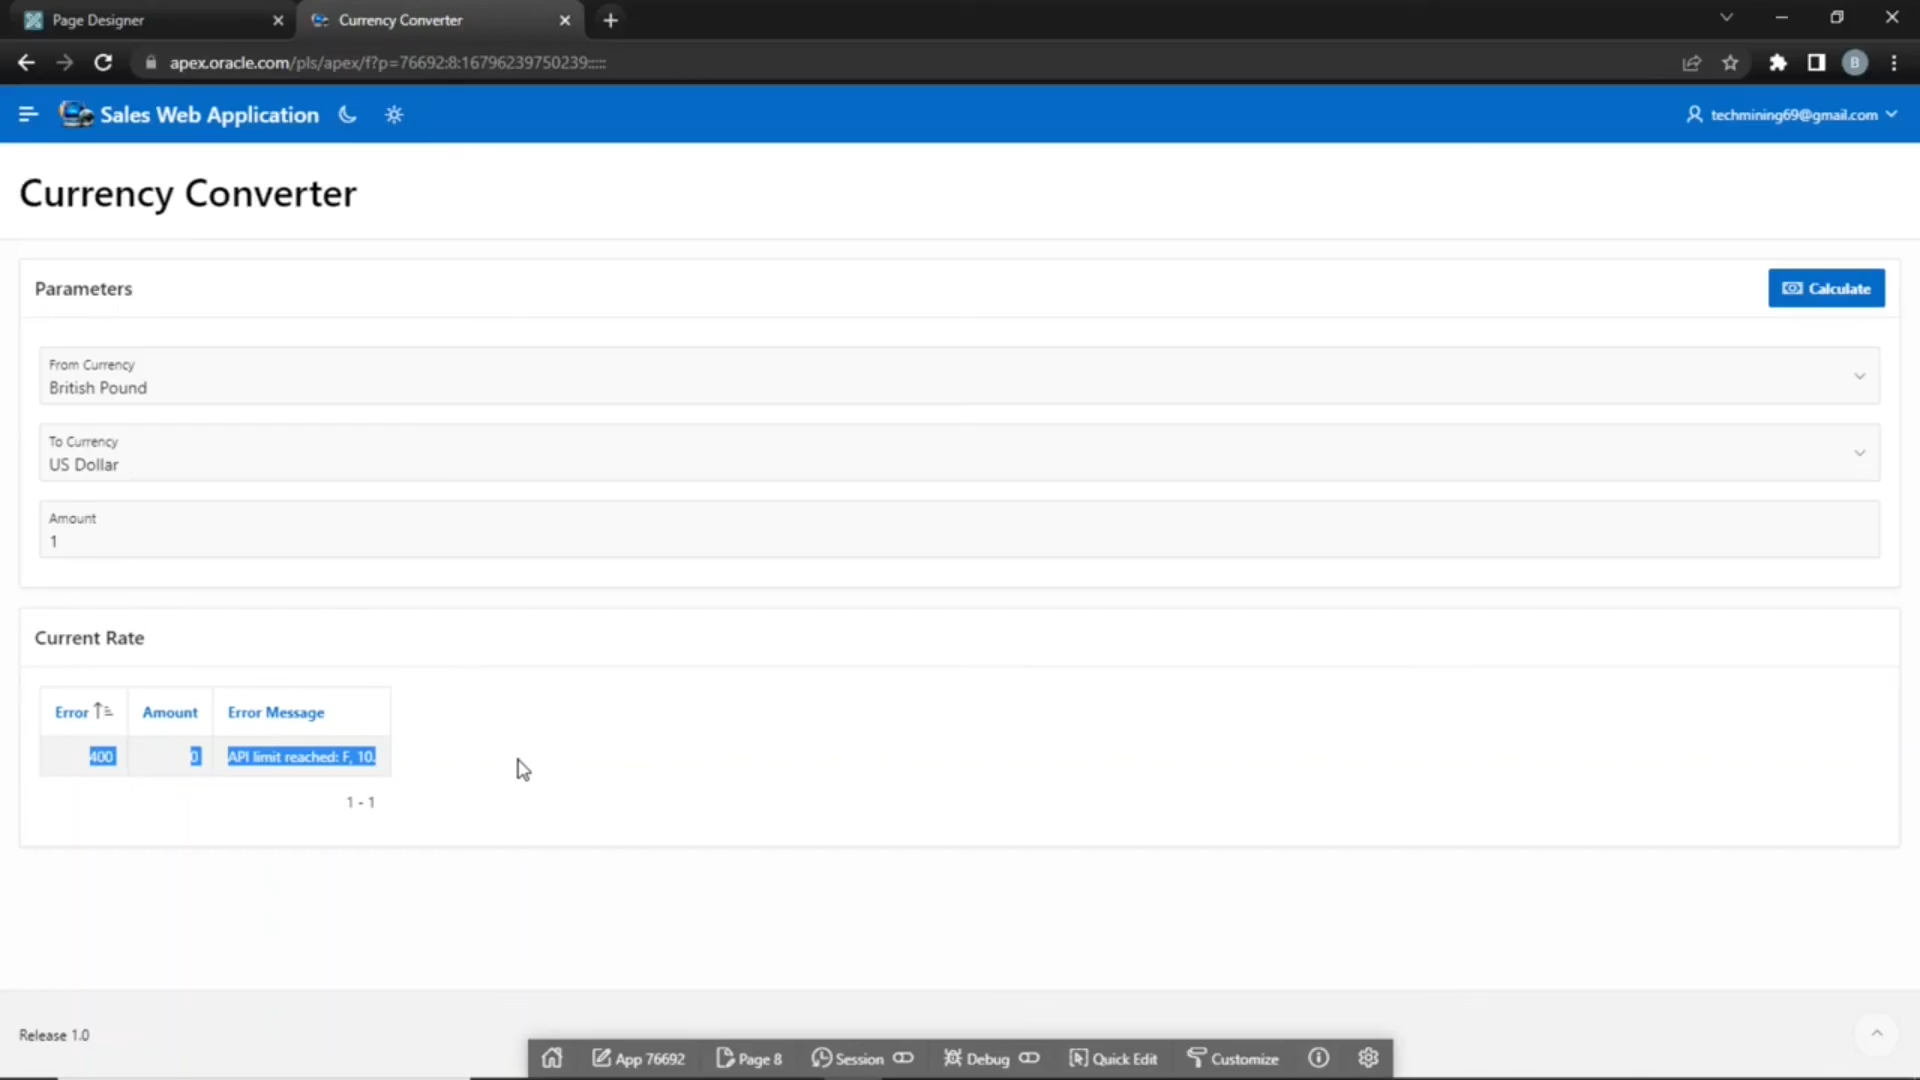 Page Designer
Currency Converter
apex.oracle.com/pls/apex/f?p=76692:8:16796239750239:::::
B
Sales Web Application
techmining69@gmail.com
Currency Converter
Parameters
Calculate
From Currency
British Pound
To Currency
US Dollar
Amount
1
Current Rate
Error Amount Error Message
400 0 API limit reached: F, 10.
1 - 1
Release 1.0
App 76692 Page 8 Session Debug Quick Edit Customize